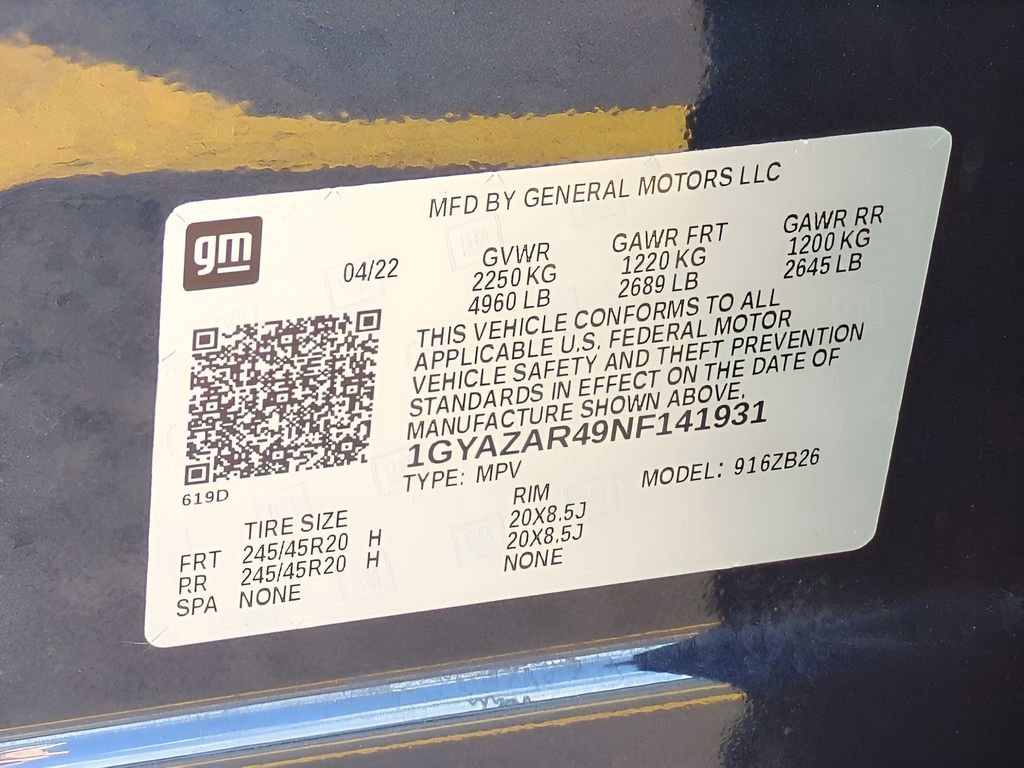 MFD BY GENERAL MOTORS LLC
gm
04/22
GVWR GAWR FRT GAWR RR
2250 KG 1220 KG 1200 KG
4960 LB 2689 LB 2645 LB
THIS VEHICLE CONFORMS TO ALL
APPLICABLE U.S. FEDERAL MOTOR
VEHICLE SAFETY AND THEFT PREVENTION
STANDARDS IN EFFECT ON THE DATE OF
MANUFACTURE SHOWN ABOVE.
1GYAZAR49NF141931
TYPE: MPV MODEL: 916ZB26
619D
TIRE SIZE RIM
FRT 245/45R20 H 20X8.5J
RR 245/45R20 H 20X8.5J
SPA NONE NONE